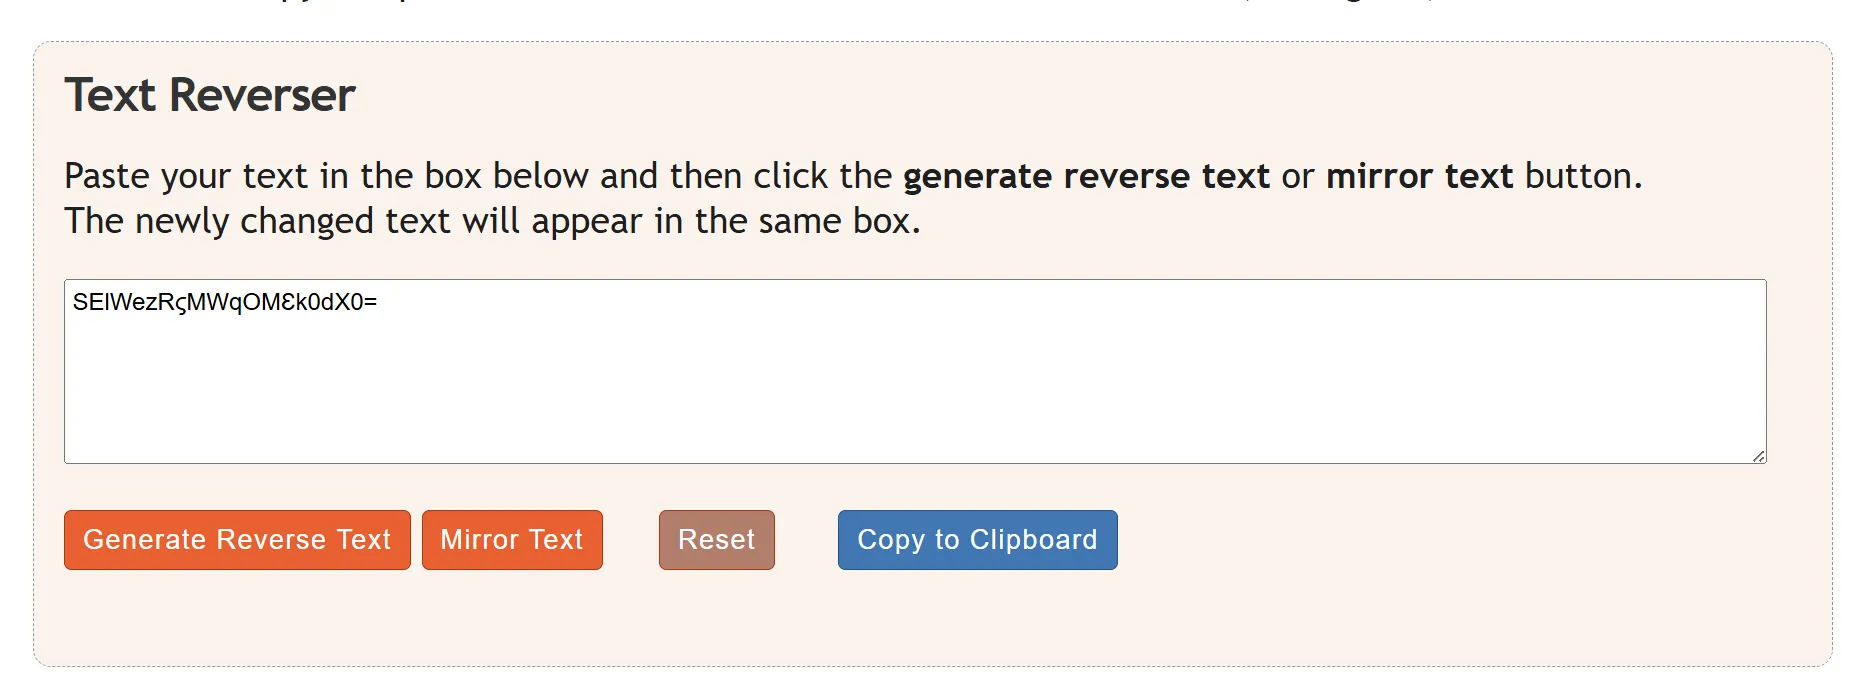 Text Reverser
Paste your text in the box below and then click the generate reverse text or mirror text button.
The newly changed text will appear in the same box.
SElWezRçMWqOMƐk0dX0=
Generate Reverse Text
Mirror Text
Reset
Copy to Clipboard